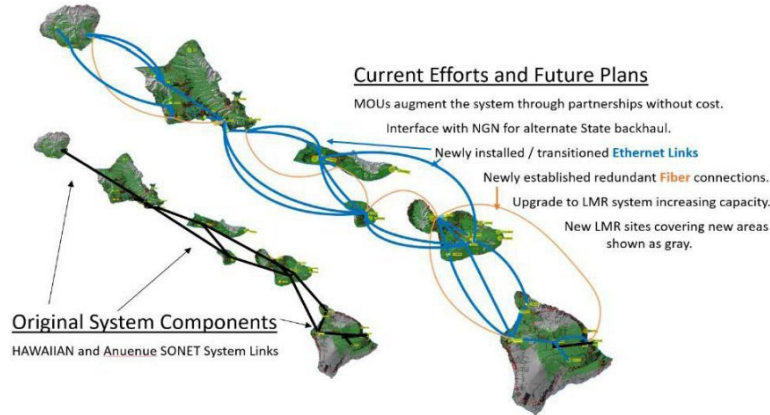 Current Efforts and Future Plans
MOUs augment the system through partnerships without cost.
Interface with NGN for alternate State backhaul.
Newly installed / transitioned Ethernet Links
Newly established redundant Fiber connections.
Upgrade to LMR system increasing capacity.
New LMR sites covering new areas
shown as gray.
Original System Components
HAWAIIAN and Anuenue SONET System Links